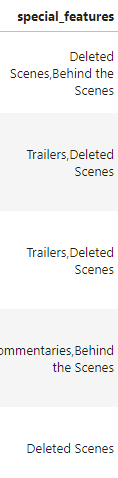 special_features
Deleted
Scenes,Behind the
Scenes
Trailers,Deleted
Scenes
Trailers,Deleted
Scenes
ommentaries,Behind
the Scenes
Deleted Scenes